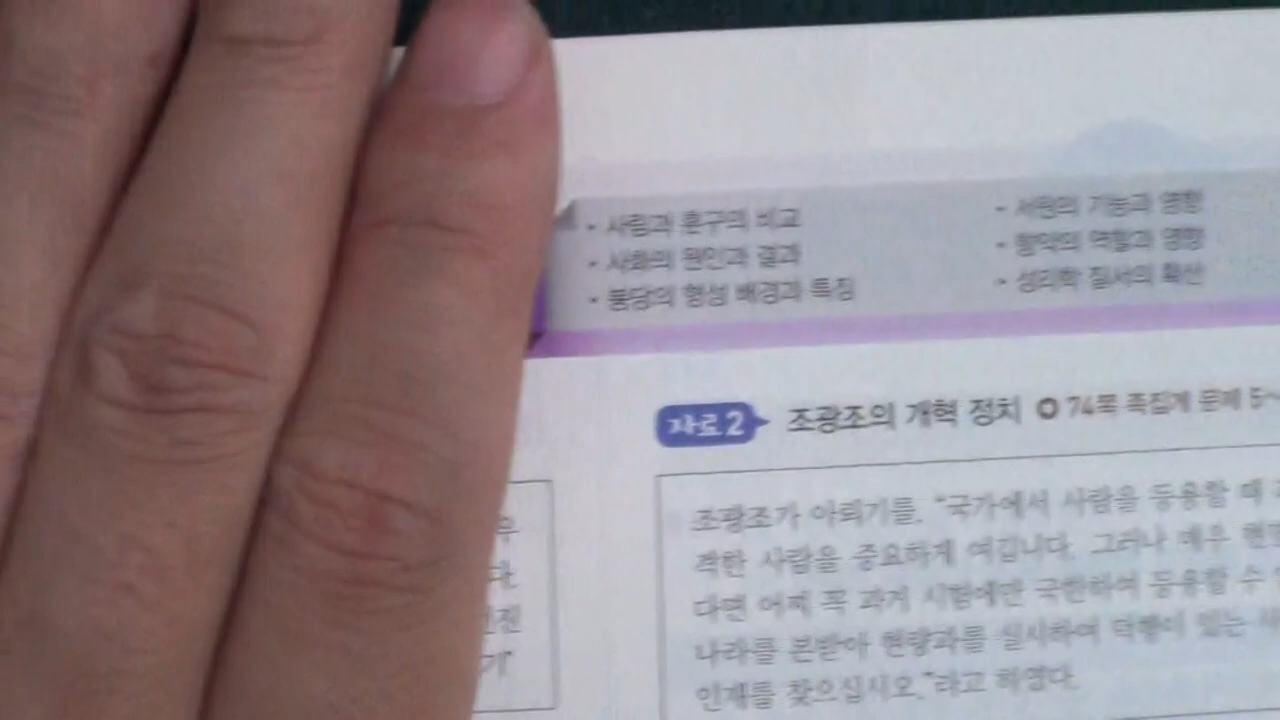 • 사림과 훈구의 비교
• 사화의 원인과 결과
• 붕당의 형성 배경과 특징
• 서원의 기능과 영향
• 향약의 역할과 영향
• 성리학 질서의 확산
자료2 조광조의 개혁 정치 74쪽 족집게 문제 5~
우
다.
기"
조광조가 아뢰기를, "국가에서 사람을 등용할 때
격한 사람을 중요하게 여깁니다. 그러나 매우 현명
다면 어찌 꼭 과거 시험에만 국한하여 등용할 수
나라를 본받아 현량과를 실시하여 덕행이 있는 사
인재를 찾으십시오."라고 하였다.